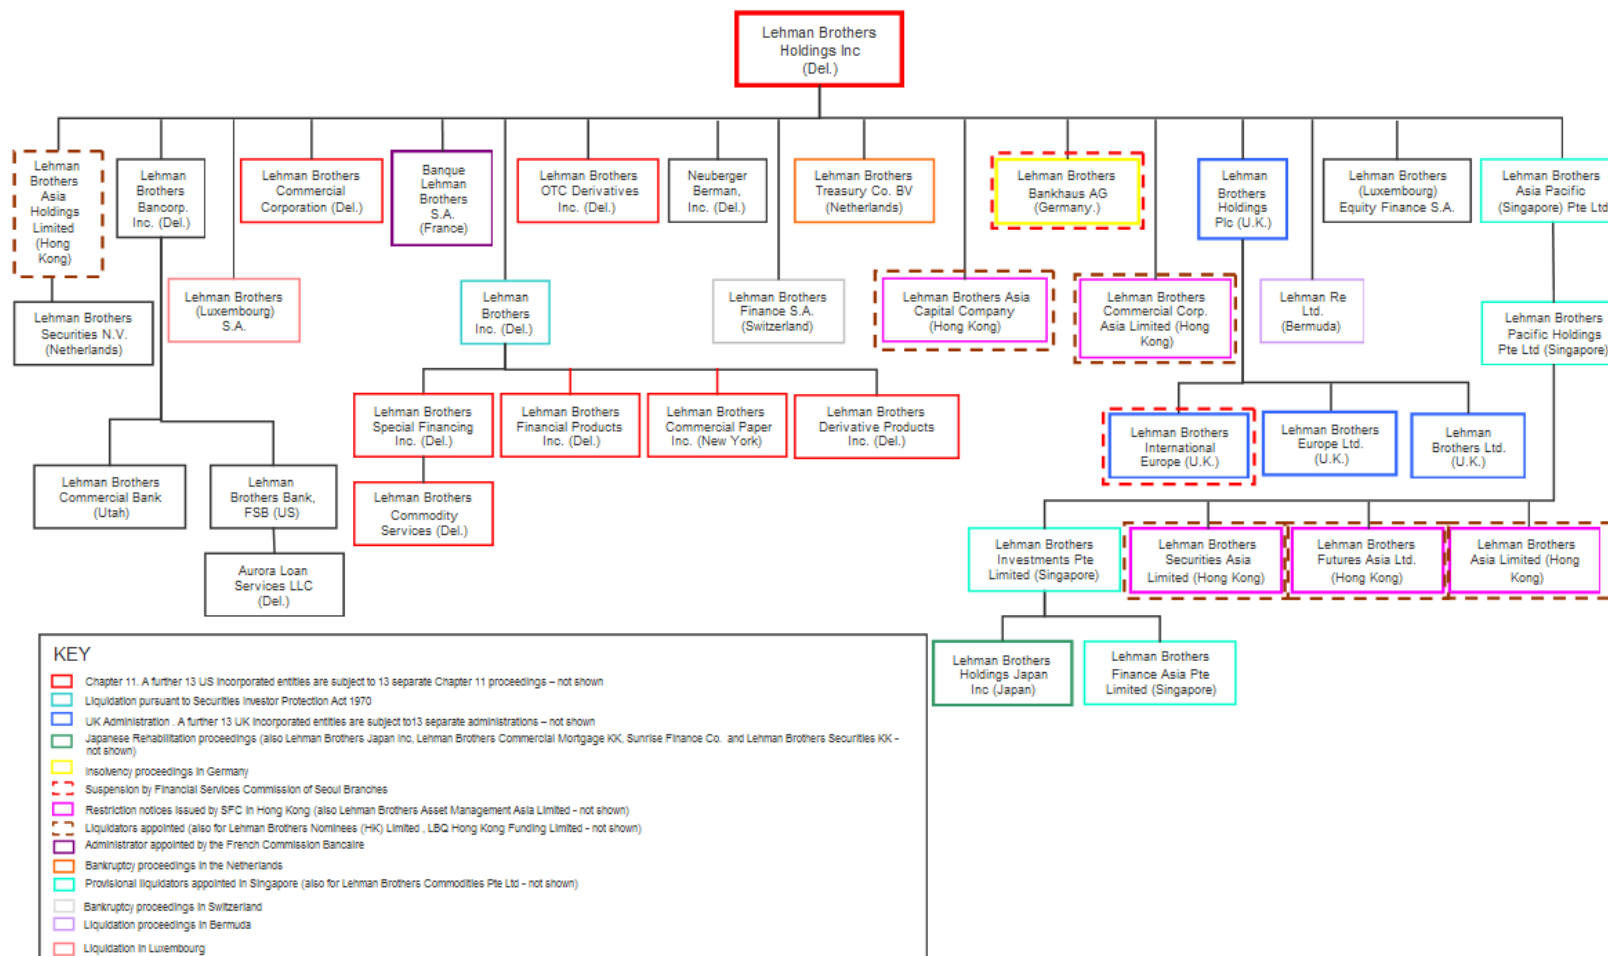 Lehman Brothers
Holdings Inc
(Del.)
Lehman
Brothers
Asia
Holdings
Limited
(Hong
Kong)
Lehman
Brothers
Bancorp.
Inc. (Del.)
Lehman Brothers
Commercial
Corporation (Del.)
Banque
Lehman
Brothers
S.A.
(France)
Lehman Brothers
OTC Derivatives
Inc. (Del.)
Neuberger
Berman,
Inc. (Del.)
Lehman Brothers
Treasury Co. BV
(Netherlands)
Lehman Brothers
Bankhaus AG
(Germany.)
Lehman
Brothers
Holdings
Plc (U.K.)
Lehman Brothers
(Luxembourg)
Equity Finance S.A.
Lehman Brothers
Asia Pacific
(Singapore) Pte Ltd
Lehman Brothers
Securities N.V.
(Netherlands)
Lehman Brothers
(Luxembourg)
S.A.
Lehman
Brothers
Inc. (Del.)
Lehman Brothers
Finance S.A.
(Switzerland)
Lehman Brothers Asia
Capital Company
(Hong Kong)
Lehman Brothers
Commercial Corp.
Asia Limited (Hong
Kong)
Lehman Re
Ltd.
(Bermuda)
Lehman Brothers
Pacific Holdings
Pte Ltd (Singapore)
Lehman Brothers
Special Financing
Inc. (Del.)
Lehman Brothers
Financial Products
Inc. (Del.)
Lehman Brothers
Commercial Paper
Inc. (New York)
Lehman Brothers
Derivative Products
Inc. (Del.)
Lehman Brothers
International
Europe (U.K.)
Lehman Brothers
Europe Ltd.
(U.K.)
Lehman
Brothers Ltd.
(U.K.)
Lehman Brothers
Commercial Bank
(Utah)
Lehman
Brothers Bank,
FSB (US)
Lehman Brothers
Commodity
Services (Del.)
Aurora Loan
Services LLC
(Del.)
Lehman Brothers
Investments Pte
Limited (Singapore)
Lehman Brothers
Securities Asia
Limited (Hong Kong)
Lehman Brothers
Futures Asia Ltd.
(Hong Kong)
Lehman Brothers
Asia Limited (Hong
Kong)
Lehman Brothers
Holdings Japan
Inc (Japan)
Lehman Brothers
Finance Asia Pte
Limited (Singapore)
KEY
Chapter 11. A further 13 US incorporated entities are subject to 13 separate Chapter 11 proceedings – not shown
Liquidation pursuant to Securities Investor Protection Act 1970
UK Administration . A further 13 UK incorporated entities are subject to13 separate administrations – not shown
Japanese Rehabilitation proceedings (also Lehman Brothers Japan Inc, Lehman Brothers Commercial Mortgage KK, Sunrise Finance Co. and Lehman Brothers Securities KK –
not shown)
Insolvency proceedings in Germany
Suspension by Financial Services Commission of Seoul Branches
Restriction notices issued by SFC in Hong Kong (also Lehman Brothers Asset Management Asia Limited - not shown)
Liquidators appointed (also for Lehman Brothers Nominees (HK) Limited , LBQ Hong Kong Funding Limited - not shown)
Administrator appointed by the French Commission Bancaire
Bankruptcy proceedings in the Netherlands
Provisional liquidators appointed in Singapore (also for Lehman Brothers Commodities Pte Ltd - not shown)
Bankruptcy proceedings in Switzerland
Liquidation proceedings in Bermuda
Liquidation in Luxembourg